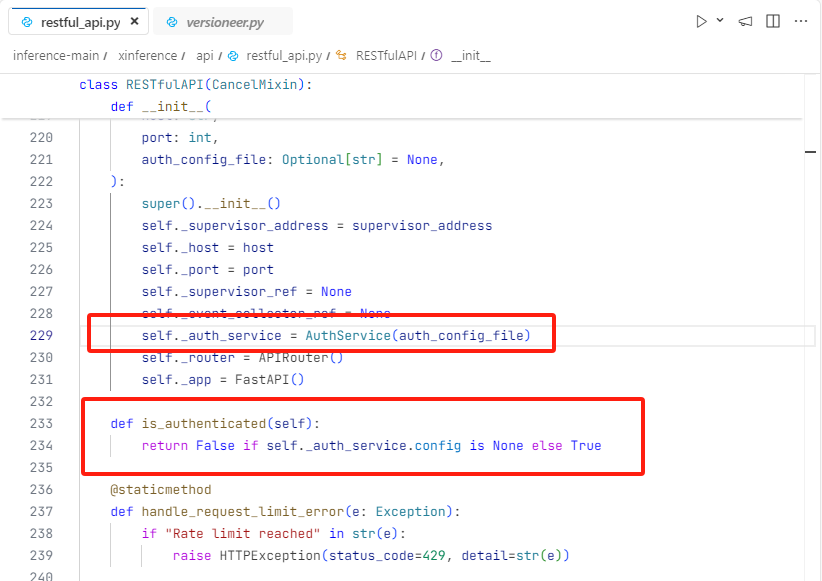 restful_api.py ×
versioneer.py
inference-main / xinference / api / restful_api.py / RESTfulAPI / __init__
class RESTfulAPI(CancelMixin):
def __init__(
220 port: int,
221 auth_config_file: Optional[str] = None,
222 ):
223 super().__init__()
224 self._supervisor_address = supervisor_address
225 self._host = host
226 self._port = port
227 self._supervisor_ref = None
228 self._event_collector_ref = None
229 self._auth_service = AuthService(auth_config_file)
230 self._router = APIRouter()
231 self._app = FastAPI()
232
233 def is_authenticated(self):
234 return False if self._auth_service.config is None else True
235
236 @staticmethod
237 def handle_request_limit_error(e: Exception):
238 if "Rate limit reached" in str(e):
239 raise HTTPException(status_code=429, detail=str(e))
240